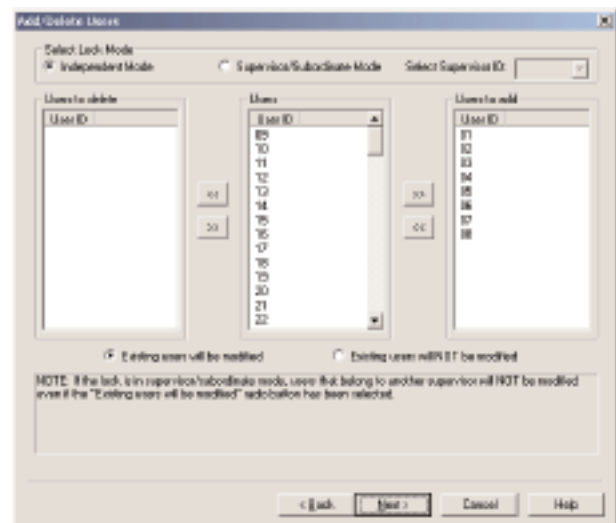 Add/Delete Users
Select Lock Mode
Independent Mode
Supervisor/Subordinate Mode
Select Supervisor ID:
Users to delete
User ID
Users
User ID
09
10
11
12
13
14
15
16
17
18
19
20
21
22
Users to add
User ID
01
02
03
04
05
06
07
08
<<
>>
>>
<<
Existing users will be modified
Existing users will NOT be modified
NOTE: If the lock is in supervisor/subordinate mode, users that belong to another supervisor will NOT be modified
even if the "Existing users will be modified" radio button has been selected.
< Back
Next >
Cancel
Help